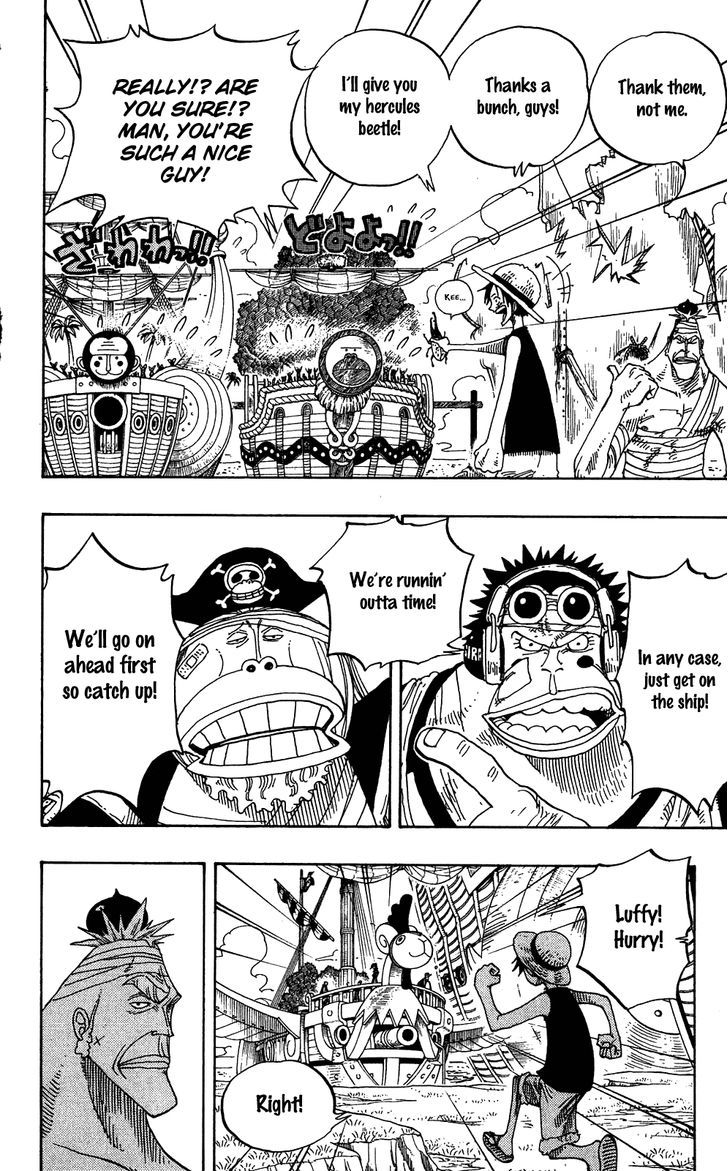 Thank them,
not me.
Thanks a
bunch, guys!
I'll give you
my hercules
beetle!
REALLY!? ARE
YOU SURE!?
MAN, YOU'RE
SUCH A NICE
GUY!
どよよっ!!
ざわわっ!!
KEE...
In any case,
just get on
the ship!
We're runnin'
outta time!
We'll go on
ahead first
so catch up!
Luffy!
Hurry!
Right!